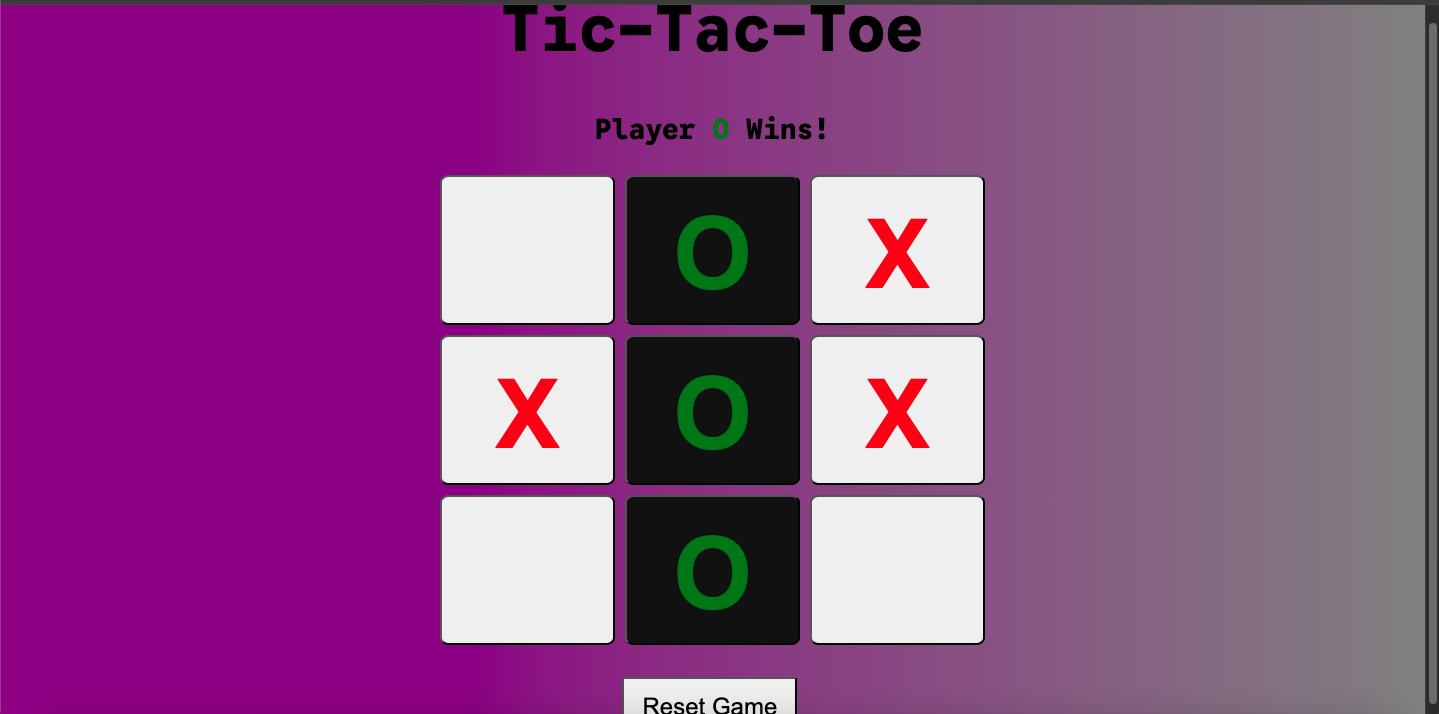 Tic-Tac-Toe
Player O Wins!
O X
X O X
O
Reset Game